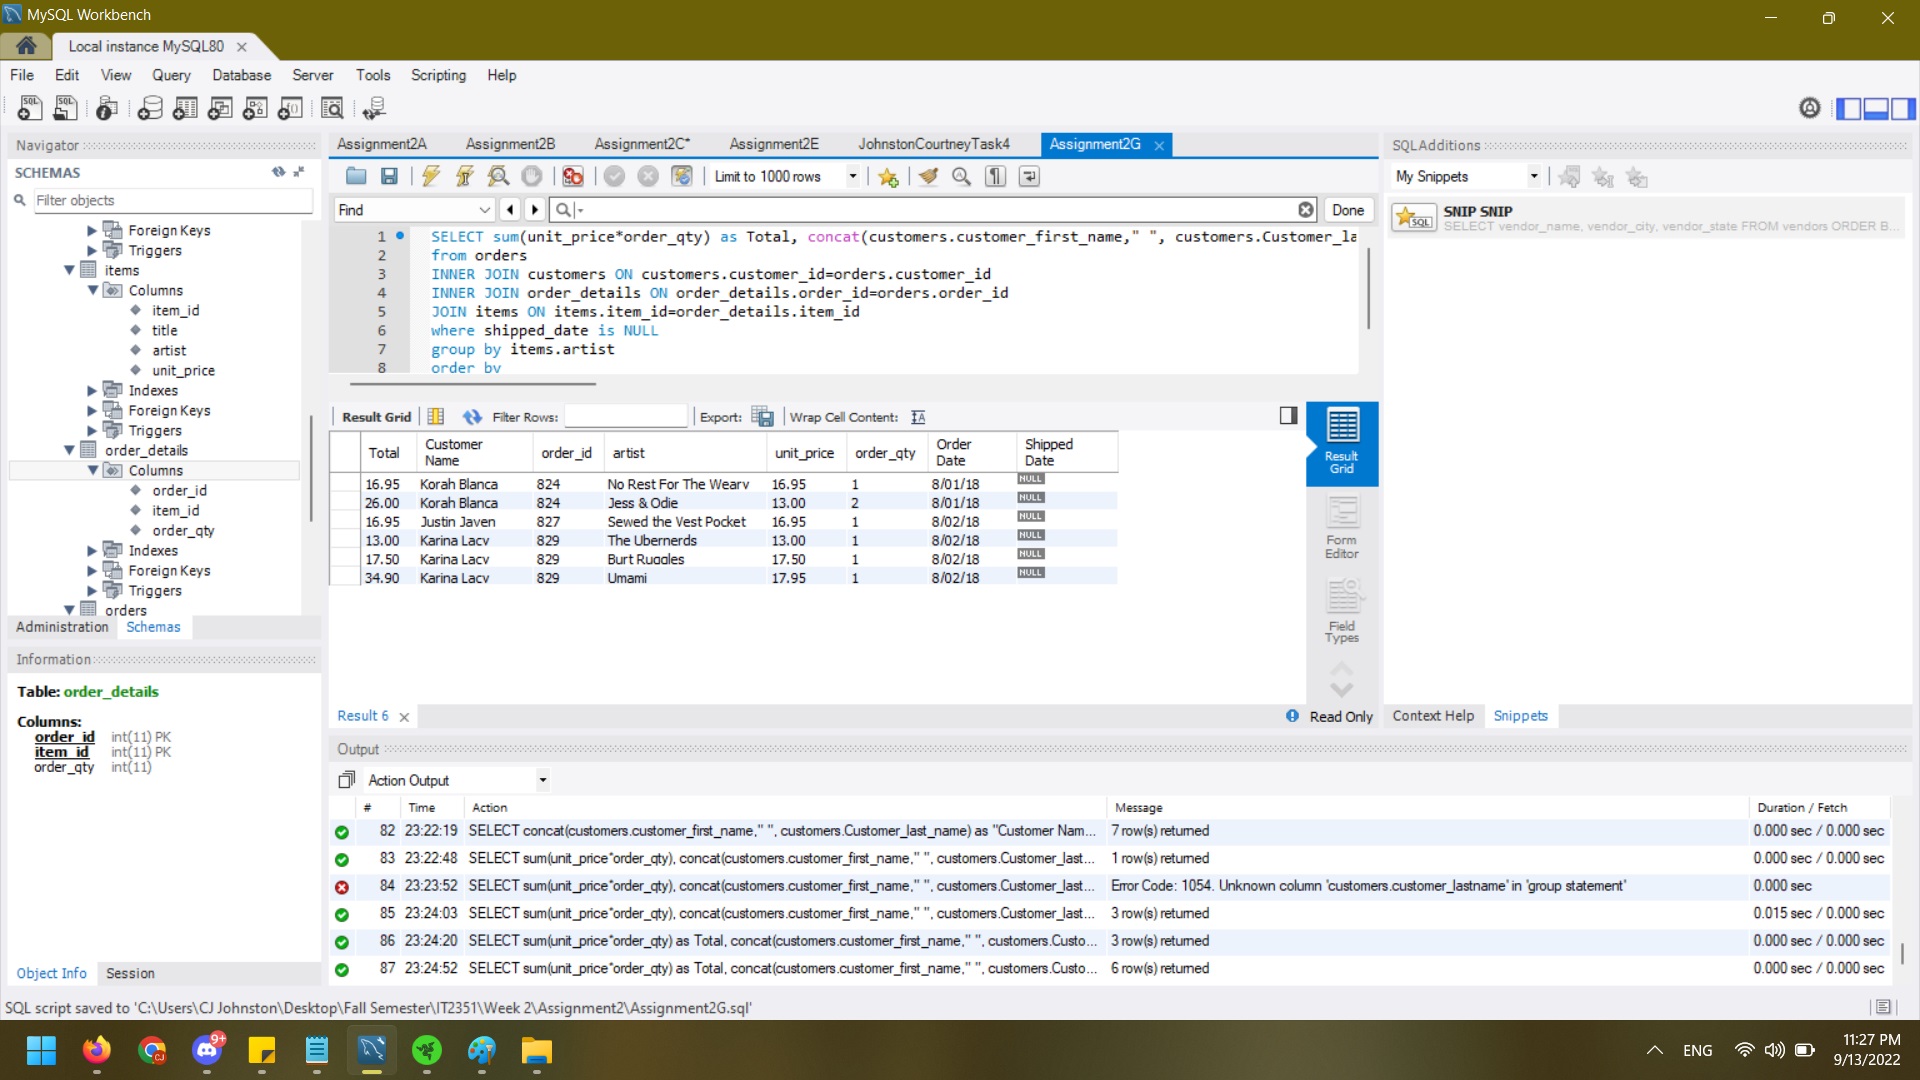 MySQL Workbench
Local instance MySQL80
File Edit View Query Database Server Tools Scripting Help
Navigator
SCHEMAS
Filter objects
Foreign Keys
Triggers
items
Columns
item_id
title
artist
unit_price
Indexes
Foreign Keys
Triggers
order_details
Columns
order_id
item_id
order_qty
Indexes
Foreign Keys
Triggers
orders
Administration Schemas
Information
Table: order_details
Columns:
order_id int(11) PK
item_id int(11) PK
order_qty int(11)
Object Info Session
Assignment2A Assignment2B Assignment2C* Assignment2E JohnstonCourtneyTask4 Assignment2G
Limit to 1000 rows
Find Done
1 SELECT sum(unit_price*order_qty) as Total, concat(customers.customer_first_name," ", customers.Customer_la
2 from orders
3 INNER JOIN customers ON customers.customer_id=orders.customer_id
4 INNER JOIN order_details ON order_details.order_id=orders.order_id
5 JOIN items ON items.item_id=order_details.item_id
6 where shipped_date is NULL
7 group by items.artist
8 order by
Result Grid Filter Rows: Export: Wrap Cell Content:
Total Customer Name order_id artist unit_price order_qty Order Date Shipped Date
16.95 Korah Blanca 824 No Rest For The Weary 16.95 1 8/01/18 NULL
26.00 Korah Blanca 824 Jess & Odie 13.00 2 8/01/18 NULL
16.95 Justin Javen 827 Sewed the Vest Pocket 16.95 1 8/02/18 NULL
13.00 Karina Lacy 829 The Ubernerds 13.00 1 8/02/18 NULL
17.50 Karina Lacy 829 Burt Ruggles 17.50 1 8/02/18 NULL
34.90 Karina Lacy 829 Umami 17.95 1 8/02/18 NULL
Result Grid
Form Editor
Field Types
Result 6 Read Only
SQLAdditions
My Snippets
SQL
SNIP SNIP
SELECT vendor_name, vendor_city, vendor_state FROM vendors ORDER B...
Context Help Snippets
Output
Action Output
# Time Action Message Duration / Fetch
82 23:22:19 SELECT concat(customers.customer_first_name," ", customers.Customer_last_name) as "Customer Nam... 7 row(s) returned 0.000 sec / 0.000 sec
83 23:22:48 SELECT sum(unit_price*order_qty), concat(customers.customer_first_name," ", customers.Customer_last... 1 row(s) returned 0.000 sec / 0.000 sec
84 23:23:52 SELECT sum(unit_price*order_qty), concat(customers.customer_first_name," ", customers.Customer_last... Error Code: 1054. Unknown column 'customers.customer_lastname' in 'group statement' 0.000 sec
85 23:24:03 SELECT sum(unit_price*order_qty), concat(customers.customer_first_name," ", customers.Customer_last... 3 row(s) returned 0.015 sec / 0.000 sec
86 23:24:20 SELECT sum(unit_price*order_qty) as Total, concat(customers.customer_first_name," ", customers.Custo... 3 row(s) returned 0.000 sec / 0.000 sec
87 23:24:52 SELECT sum(unit_price*order_qty) as Total, concat(customers.customer_first_name," ", customers.Custo... 6 row(s) returned 0.000 sec / 0.000 sec
SQL script saved to 'C:\Users\CJ Johnston\Desktop\Fall Semester\IT2351\Week 2\Assignment2\Assignment2G.sql'
CJ
9+
ENG
11:27 PM
9/13/2022